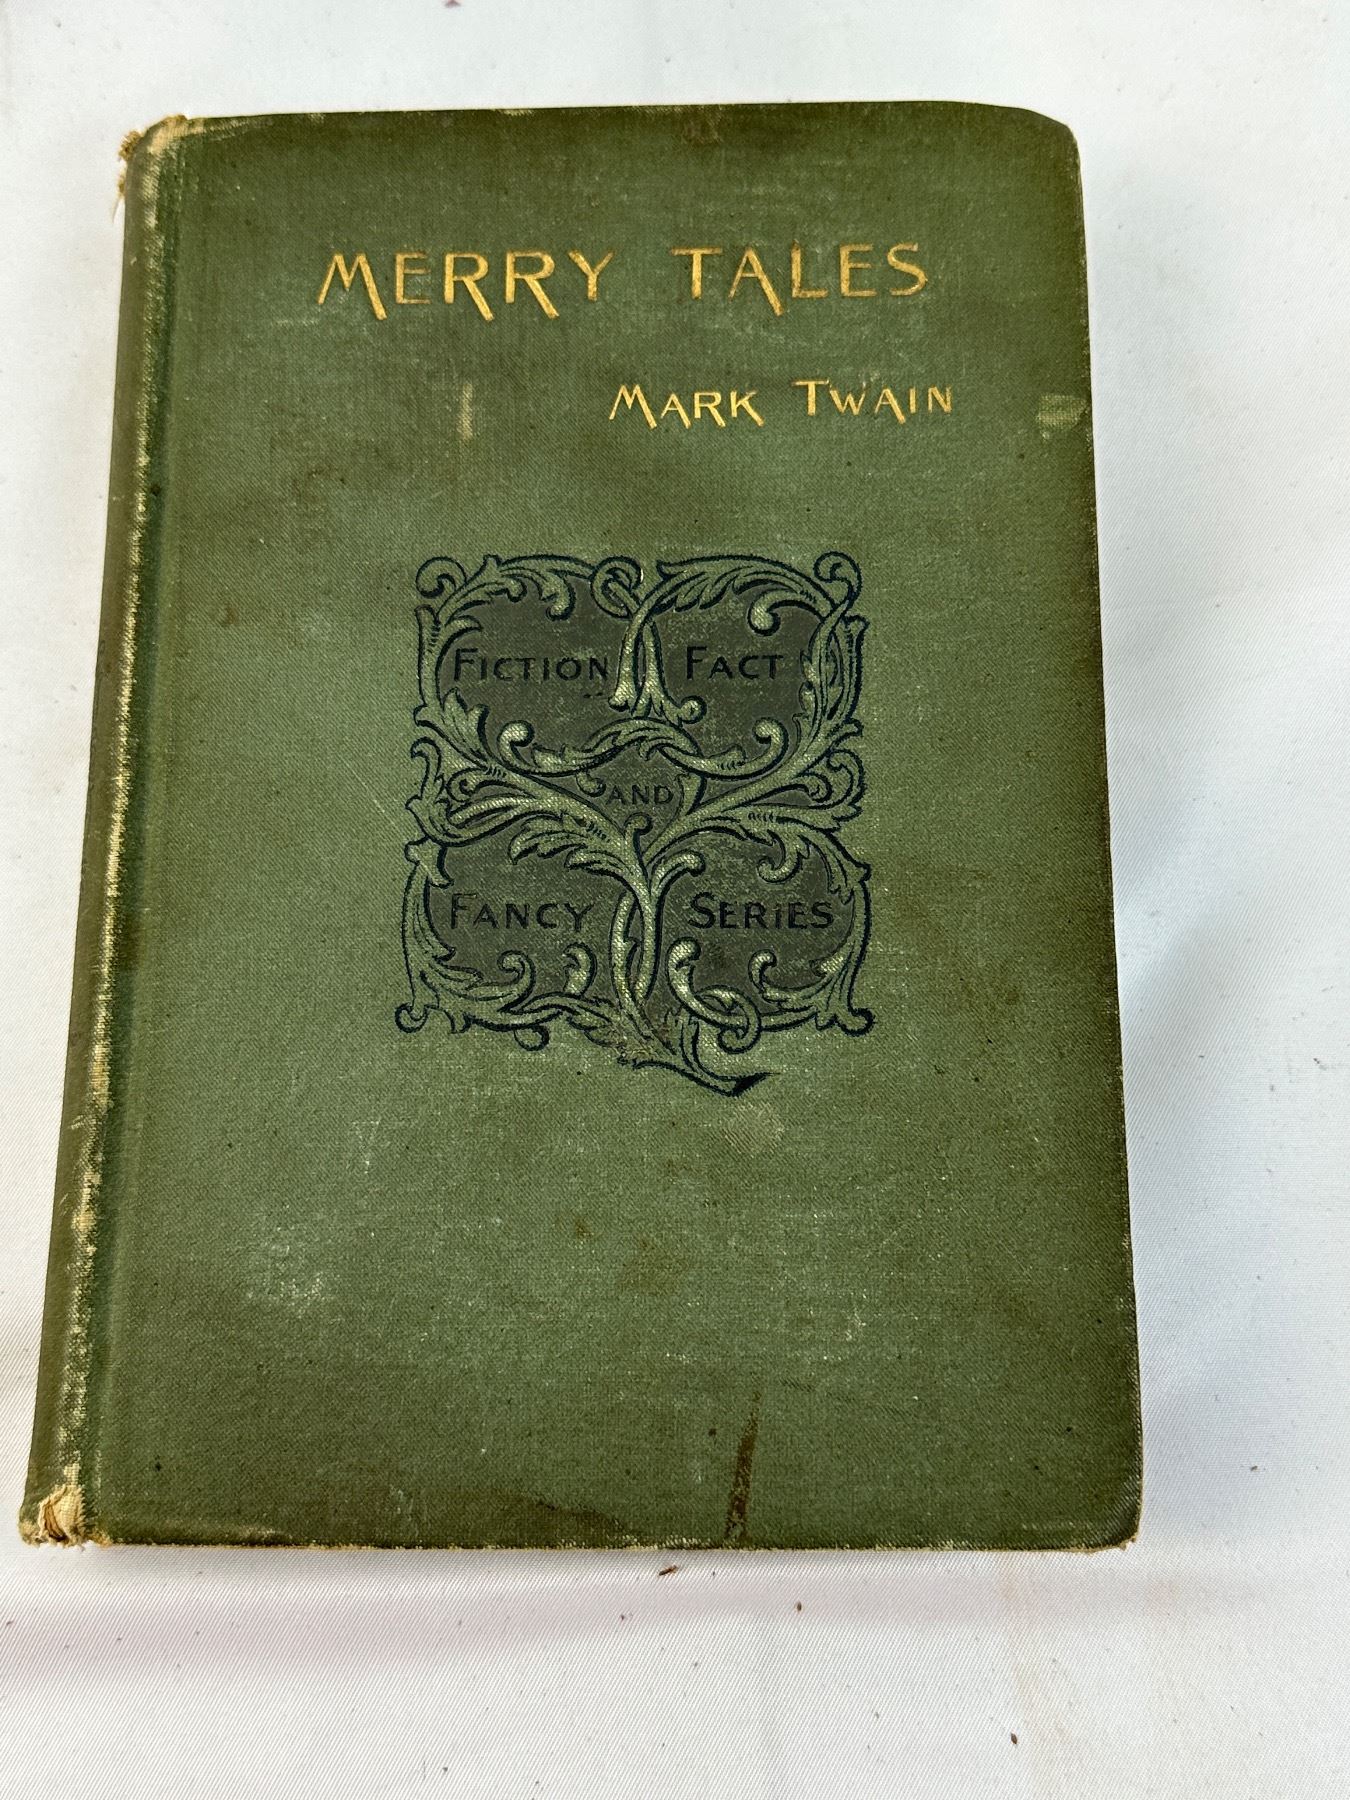 MERRY TALES
MARK TWAIN
FICTION FACT
AND
FANCY SERIES